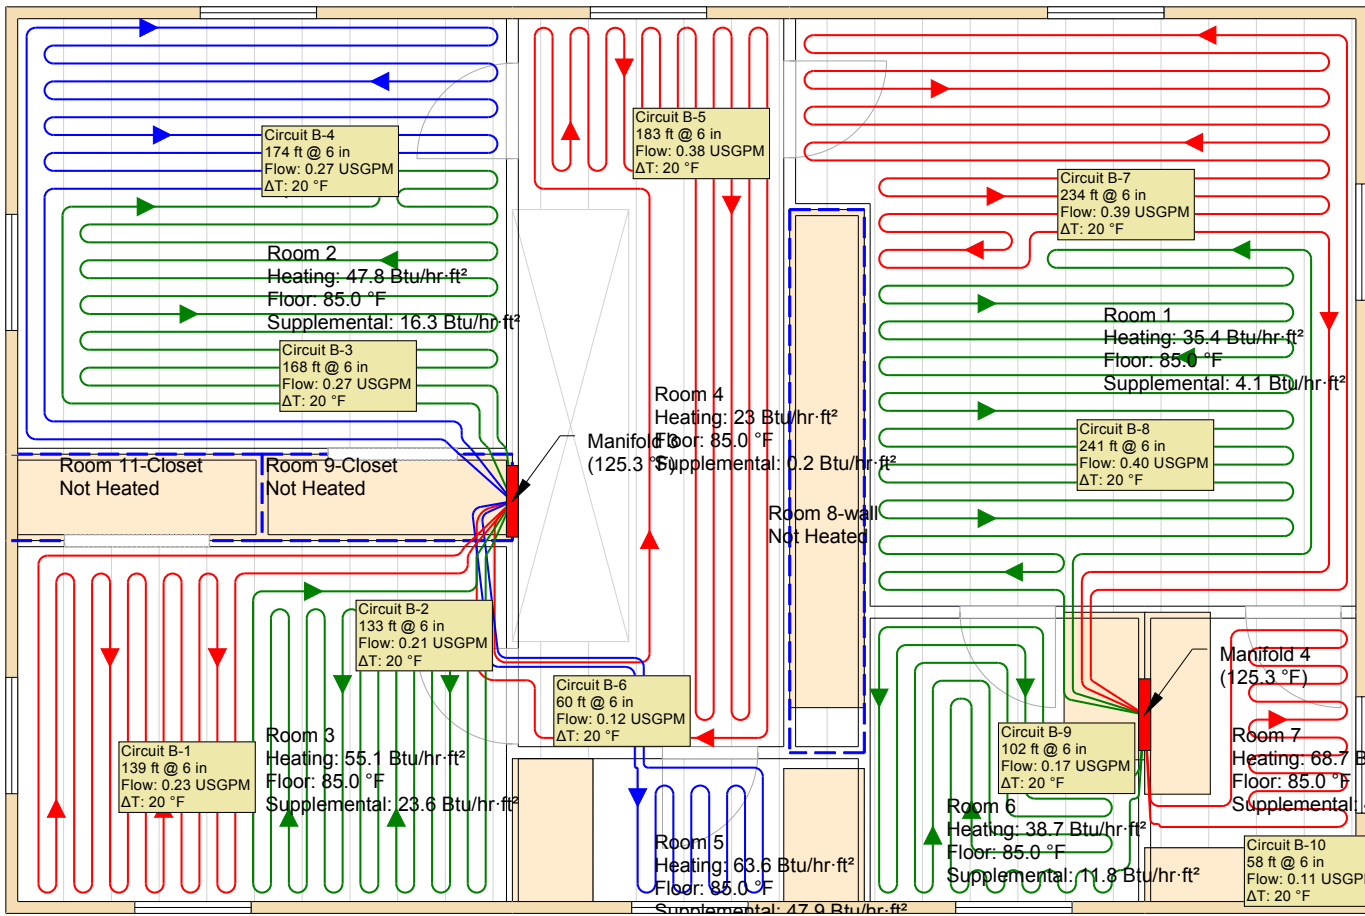 Circuit B-4
174 ft @ 6 in
Flow: 0.27 USGPM
ΔT: 20 °F
Circuit B-5
183 ft @ 6 in
Flow: 0.38 USGPM
ΔT: 20 °F
Circuit B-7
234 ft @ 6 in
Flow: 0.39 USGPM
ΔT: 20 °F
Room 2
Heating: 47.8 Btu/hr·ft²
Floor: 85.0 °F
Supplemental: 16.3 Btu/hr·ft²
Room 1
Heating: 35.4 Btu/hr·ft²
Floor: 85.0 °F
Supplemental: 4.1 Btu/hr·ft²
Circuit B-3
168 ft @ 6 in
Flow: 0.27 USGPM
ΔT: 20 °F
Room 4
Heating: 23 Btu/hr·ft²
Floor: 85.0 °F
Supplemental: 0.2 Btu/hr·ft²
Manifold 3
(125.3 °F)
Circuit B-8
241 ft @ 6 in
Flow: 0.40 USGPM
ΔT: 20 °F
Room 11-Closet
Not Heated
Room 9-Closet
Not Heated
Room 8-wall
Not Heated
Circuit B-2
133 ft @ 6 in
Flow: 0.21 USGPM
ΔT: 20 °F
Manifold 4
(125.3 °F)
Circuit B-6
60 ft @ 6 in
Flow: 0.12 USGPM
ΔT: 20 °F
Circuit B-1
139 ft @ 6 in
Flow: 0.23 USGPM
ΔT: 20 °F
Room 3
Heating: 55.1 Btu/hr·ft²
Floor: 85.0 °F
Supplemental: 23.6 Btu/hr·ft²
Circuit B-9
102 ft @ 6 in
Flow: 0.17 USGPM
ΔT: 20 °F
Room 7
Heating: 68.7 B
Floor: 85.0 °F
Supplemental:
Room 6
Heating: 38.7 Btu/hr·ft²
Floor: 85.0 °F
Supplemental: 11.8 Btu/hr·ft²
Room 5
Heating: 63.6 Btu/hr·ft²
Floor: 85.0 °F
Supplemental: 47.9 Btu/hr·ft²
Circuit B-10
58 ft @ 6 in
Flow: 0.11 USGP
ΔT: 20 °F